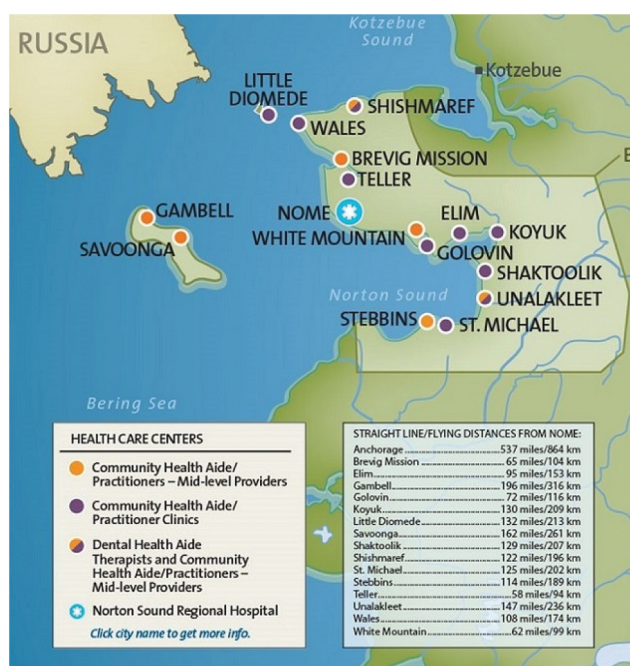 Kotzebue
Sound
RUSSIA
Kotzebue
LITTLE
DIOMEDE
SHISHMAREF
WALES
BREVIG MISSION
TELLER
GAMBELL
NOME
ELIM
WHITE MOUNTAIN
KOYUK
SAVOONGA
GOLOVIN
SHAKTOOLIK
Norton Sound
UNALAKLEET
STEBBINS
ST. MICHAEL
Bering Sea
HEALTH CARE CENTERS
Community Health Aide/
Practitioners – Mid-level Providers
Community Health Aide/
Practitioner Clinics
Dental Health Aide
Therapists and Community
Health Aide/Practitioners –
Mid-level Providers
Norton Sound Regional Hospital
Click city name to get more info.
STRAIGHT LINE/FLYING DISTANCES FROM NOME:
Anchorage 537 miles/864 km
Brevig Mission 65 miles/104 km
Elim 95 miles/153 km
Gambell 196 miles/316 km
Golovin 72 miles/116 km
Koyuk 130 miles/209 km
Little Diomede 132 miles/213 km
Savoonga 162 miles/261 km
Shaktoolik 129 miles/207 km
Shishmaref 122 miles/196 km
St. Michael 125 miles/202 km
Stebbins 114 miles/189 km
Teller 58 miles/94 km
Unalakleet 147 miles/236 km
Wales 108 miles/174 km
White Mountain 62 miles/99 km